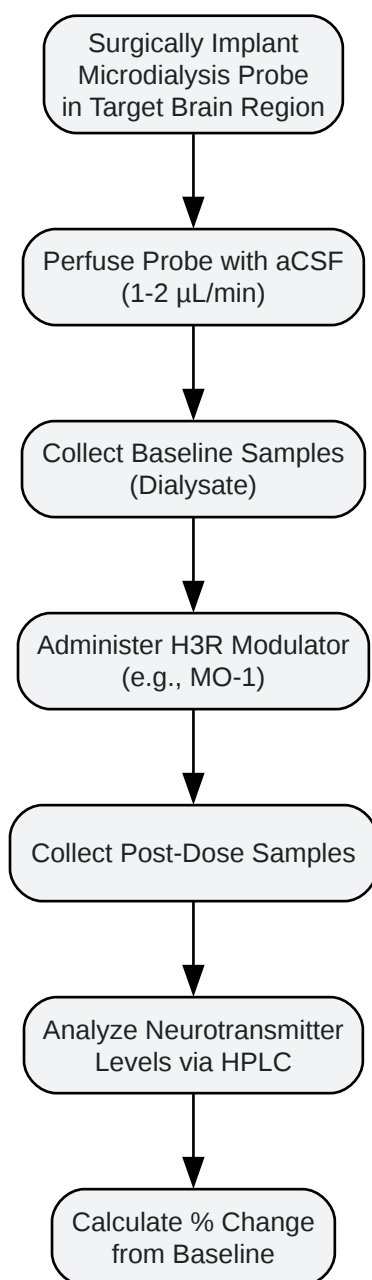 Surgically Implant
Microdialysis Probe
in Target Brain Region
Perfuse Probe with aCSF
(1-2 µL/min)
Collect Baseline Samples
(Dialysate)
Administer H3R Modulator
(e.g., MO-1)
Collect Post-Dose Samples
Analyze Neurotransmitter
Levels via HPLC
Calculate % Change
from Baseline